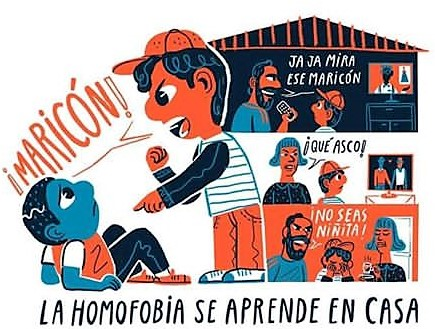 ¡MARICÓN!
JA JA MIRA
ESE MARICÓN
¡QUÉ ASCO!
¡NO SEAS
NIÑITA!
LA HOMOFOBIA SE APRENDE EN CASA